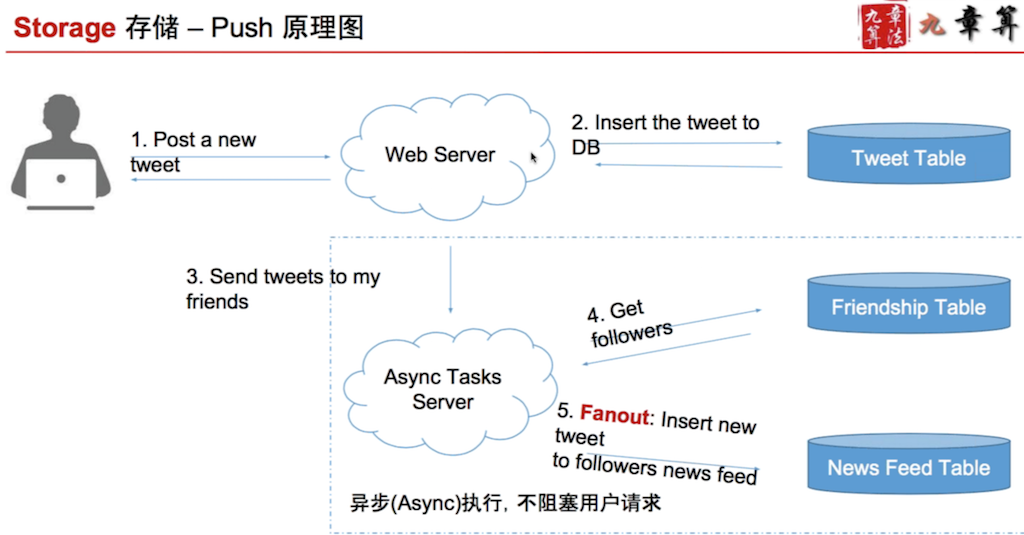 Storage 存储 – Push 原理图
九章算法
九章算
1. Post a new
tweet
Web Server
2. Insert the tweet to
DB
Tweet Table
3. Send tweets to my
friends
4. Get
followers
Friendship Table
Async Tasks
Server
5. Fanout: Insert new
tweet
to followers news feed
News Feed Table
异步(Async)执行, 不阻塞用户请求